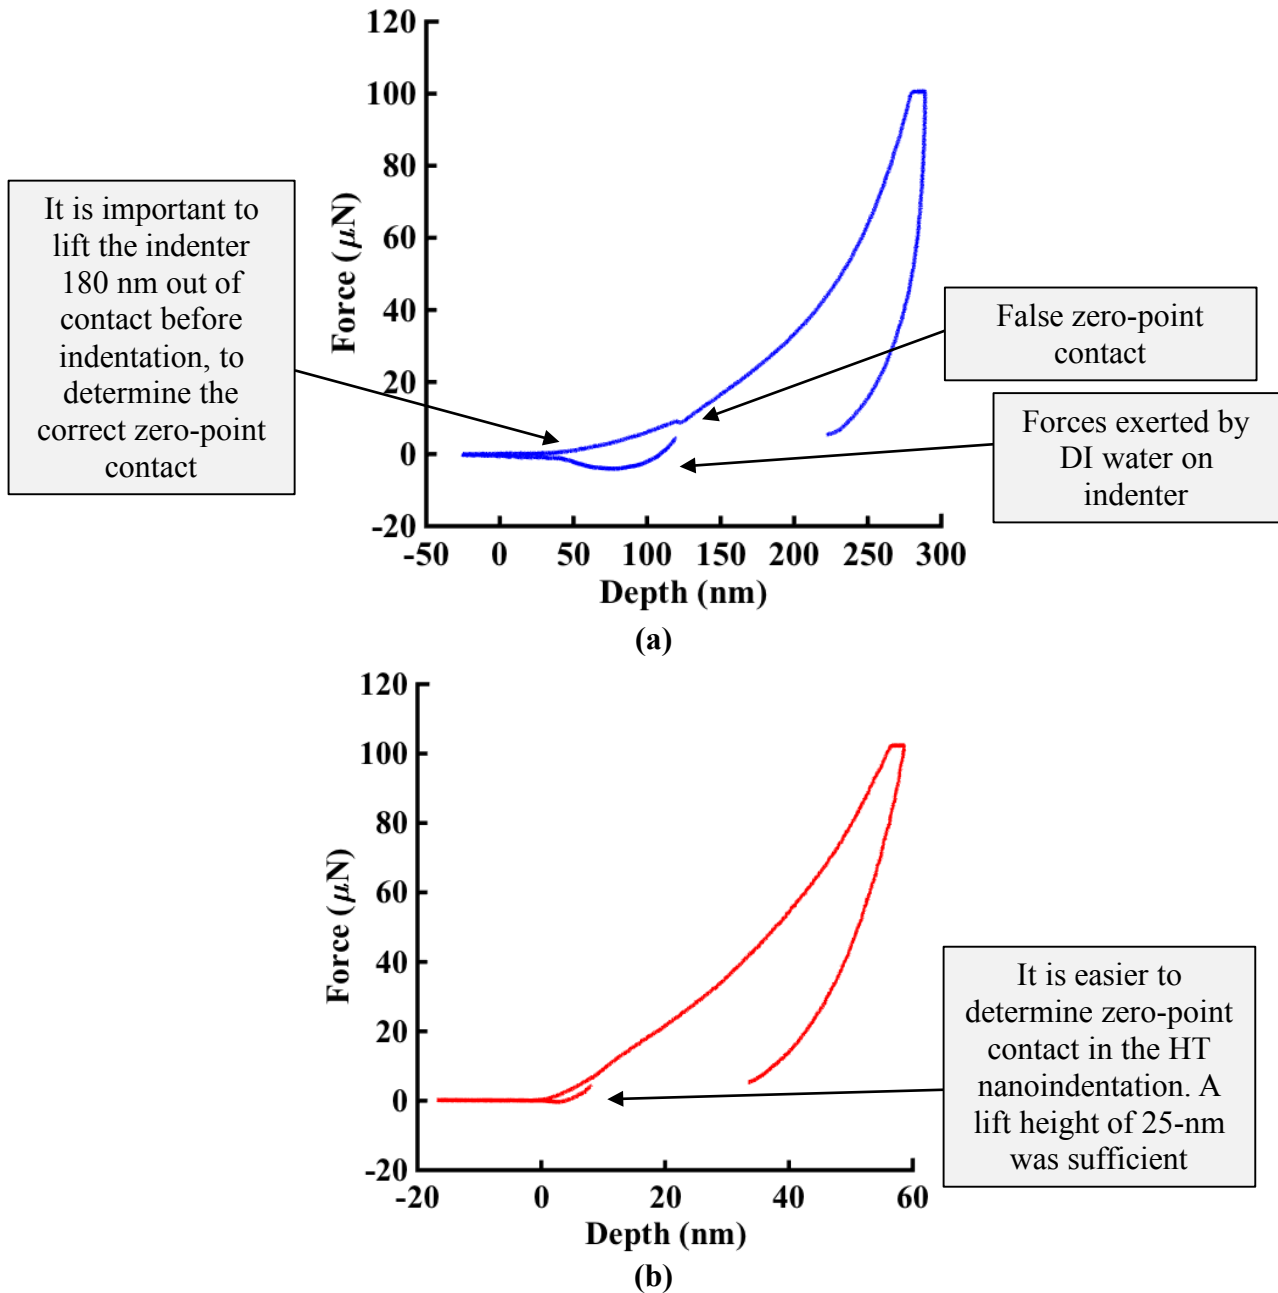 120
100
80
60
40
20
0
-20
Force (μN)
-50 0 50 100 150 200 250 300
Depth (nm)
It is important to
lift the indenter
180 nm out of
contact before
indentation, to
determine the
correct zero-point
contact
False zero-point
contact
Forces exerted by
DI water on
indenter
(a)
120
100
80
60
40
20
0
-20
Force (μN)
-20 0 20 40 60
Depth (nm)
It is easier to
determine zero-point
contact in the HT
nanoindentation. A
lift height of 25-nm
was sufficient
(b)